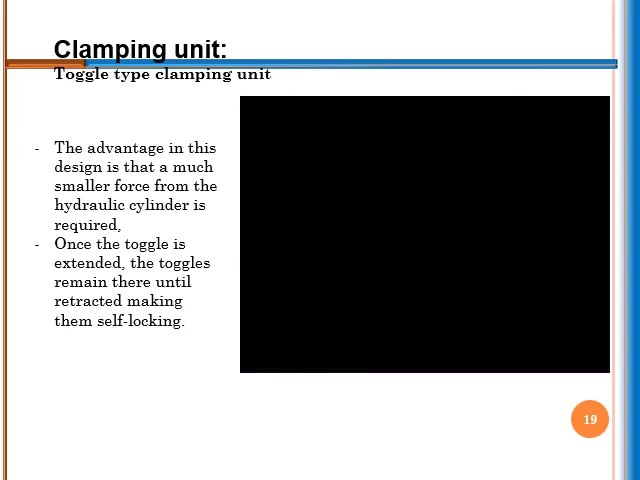 Clamping unit:
Toggle type clamping unit
- The advantage in this
design is that a much
smaller force from the
hydraulic cylinder is
required,
- Once the toggle is
extended, the toggles
remain there until
retracted making
them self-locking.
19